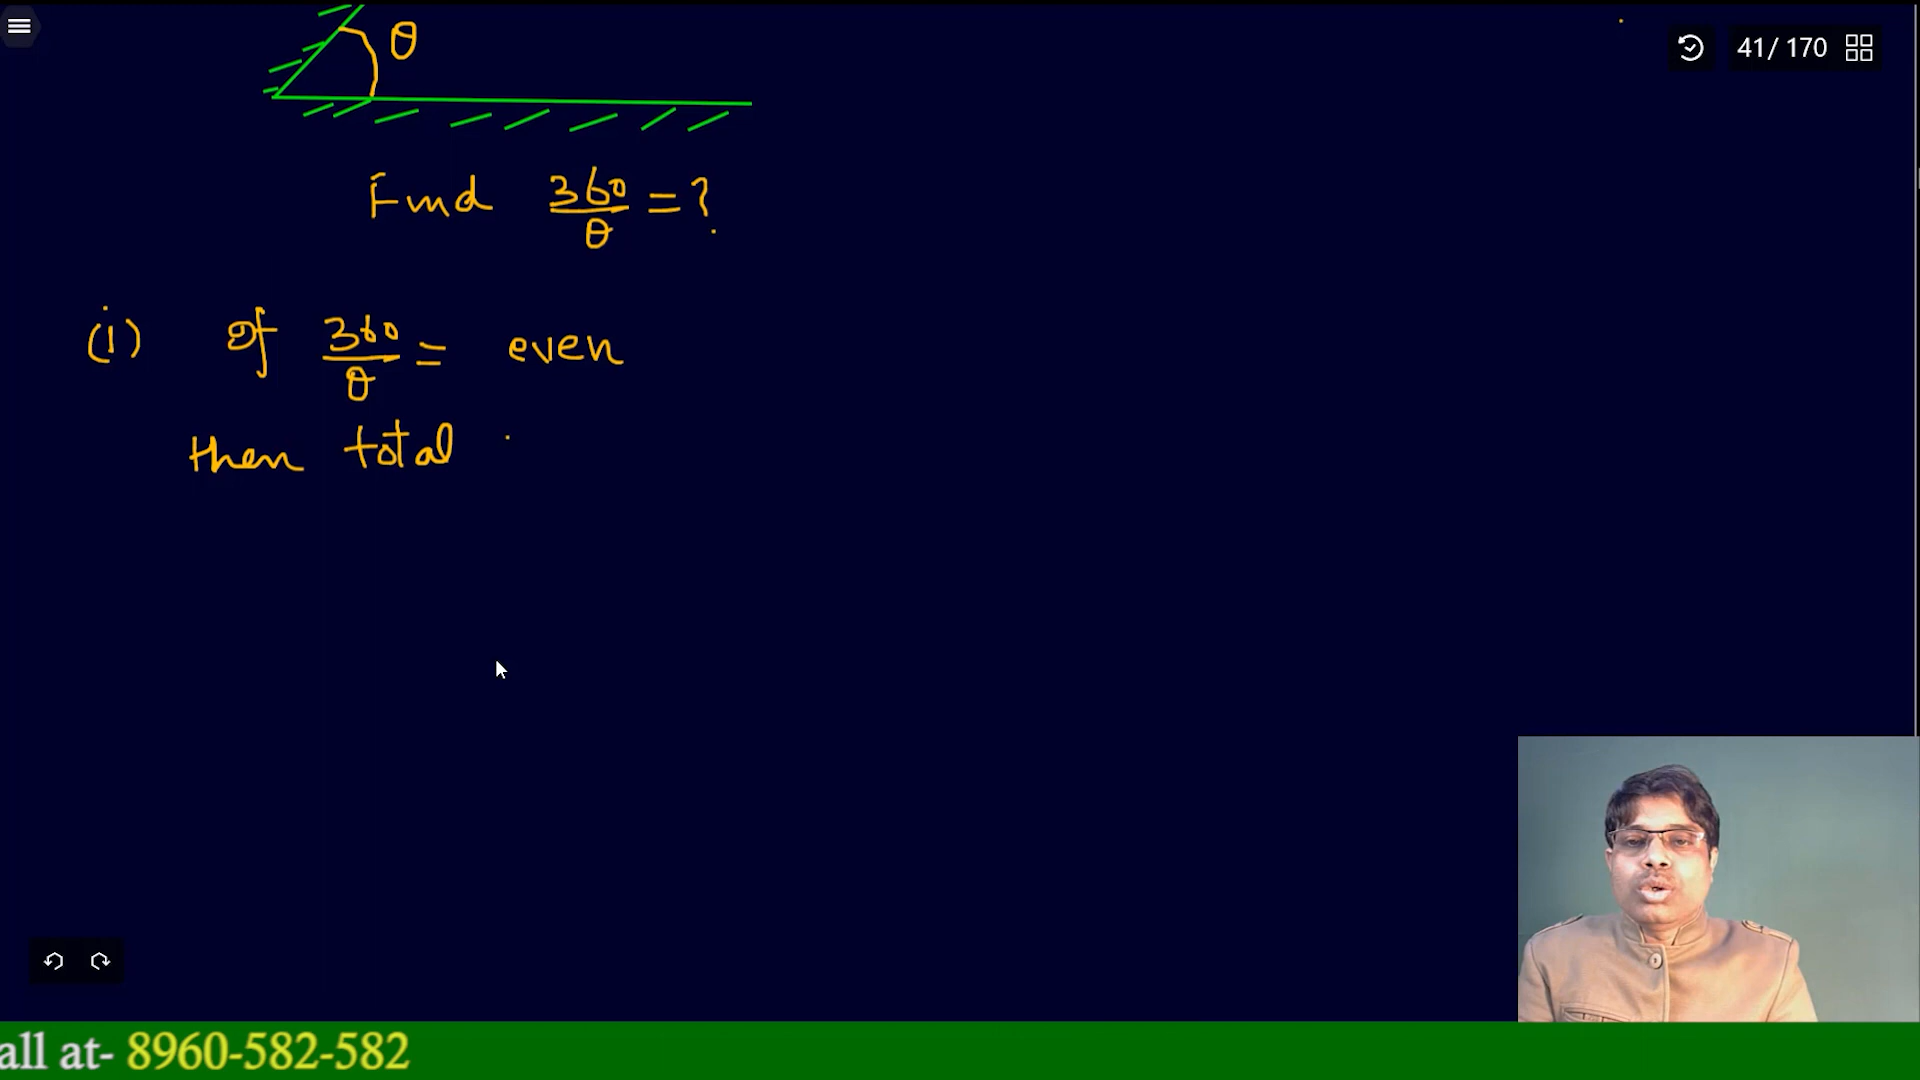 θ
41/ 170
Find 360/θ = ?
(i) If 360/θ = even
then total
all at- 8960-582-582